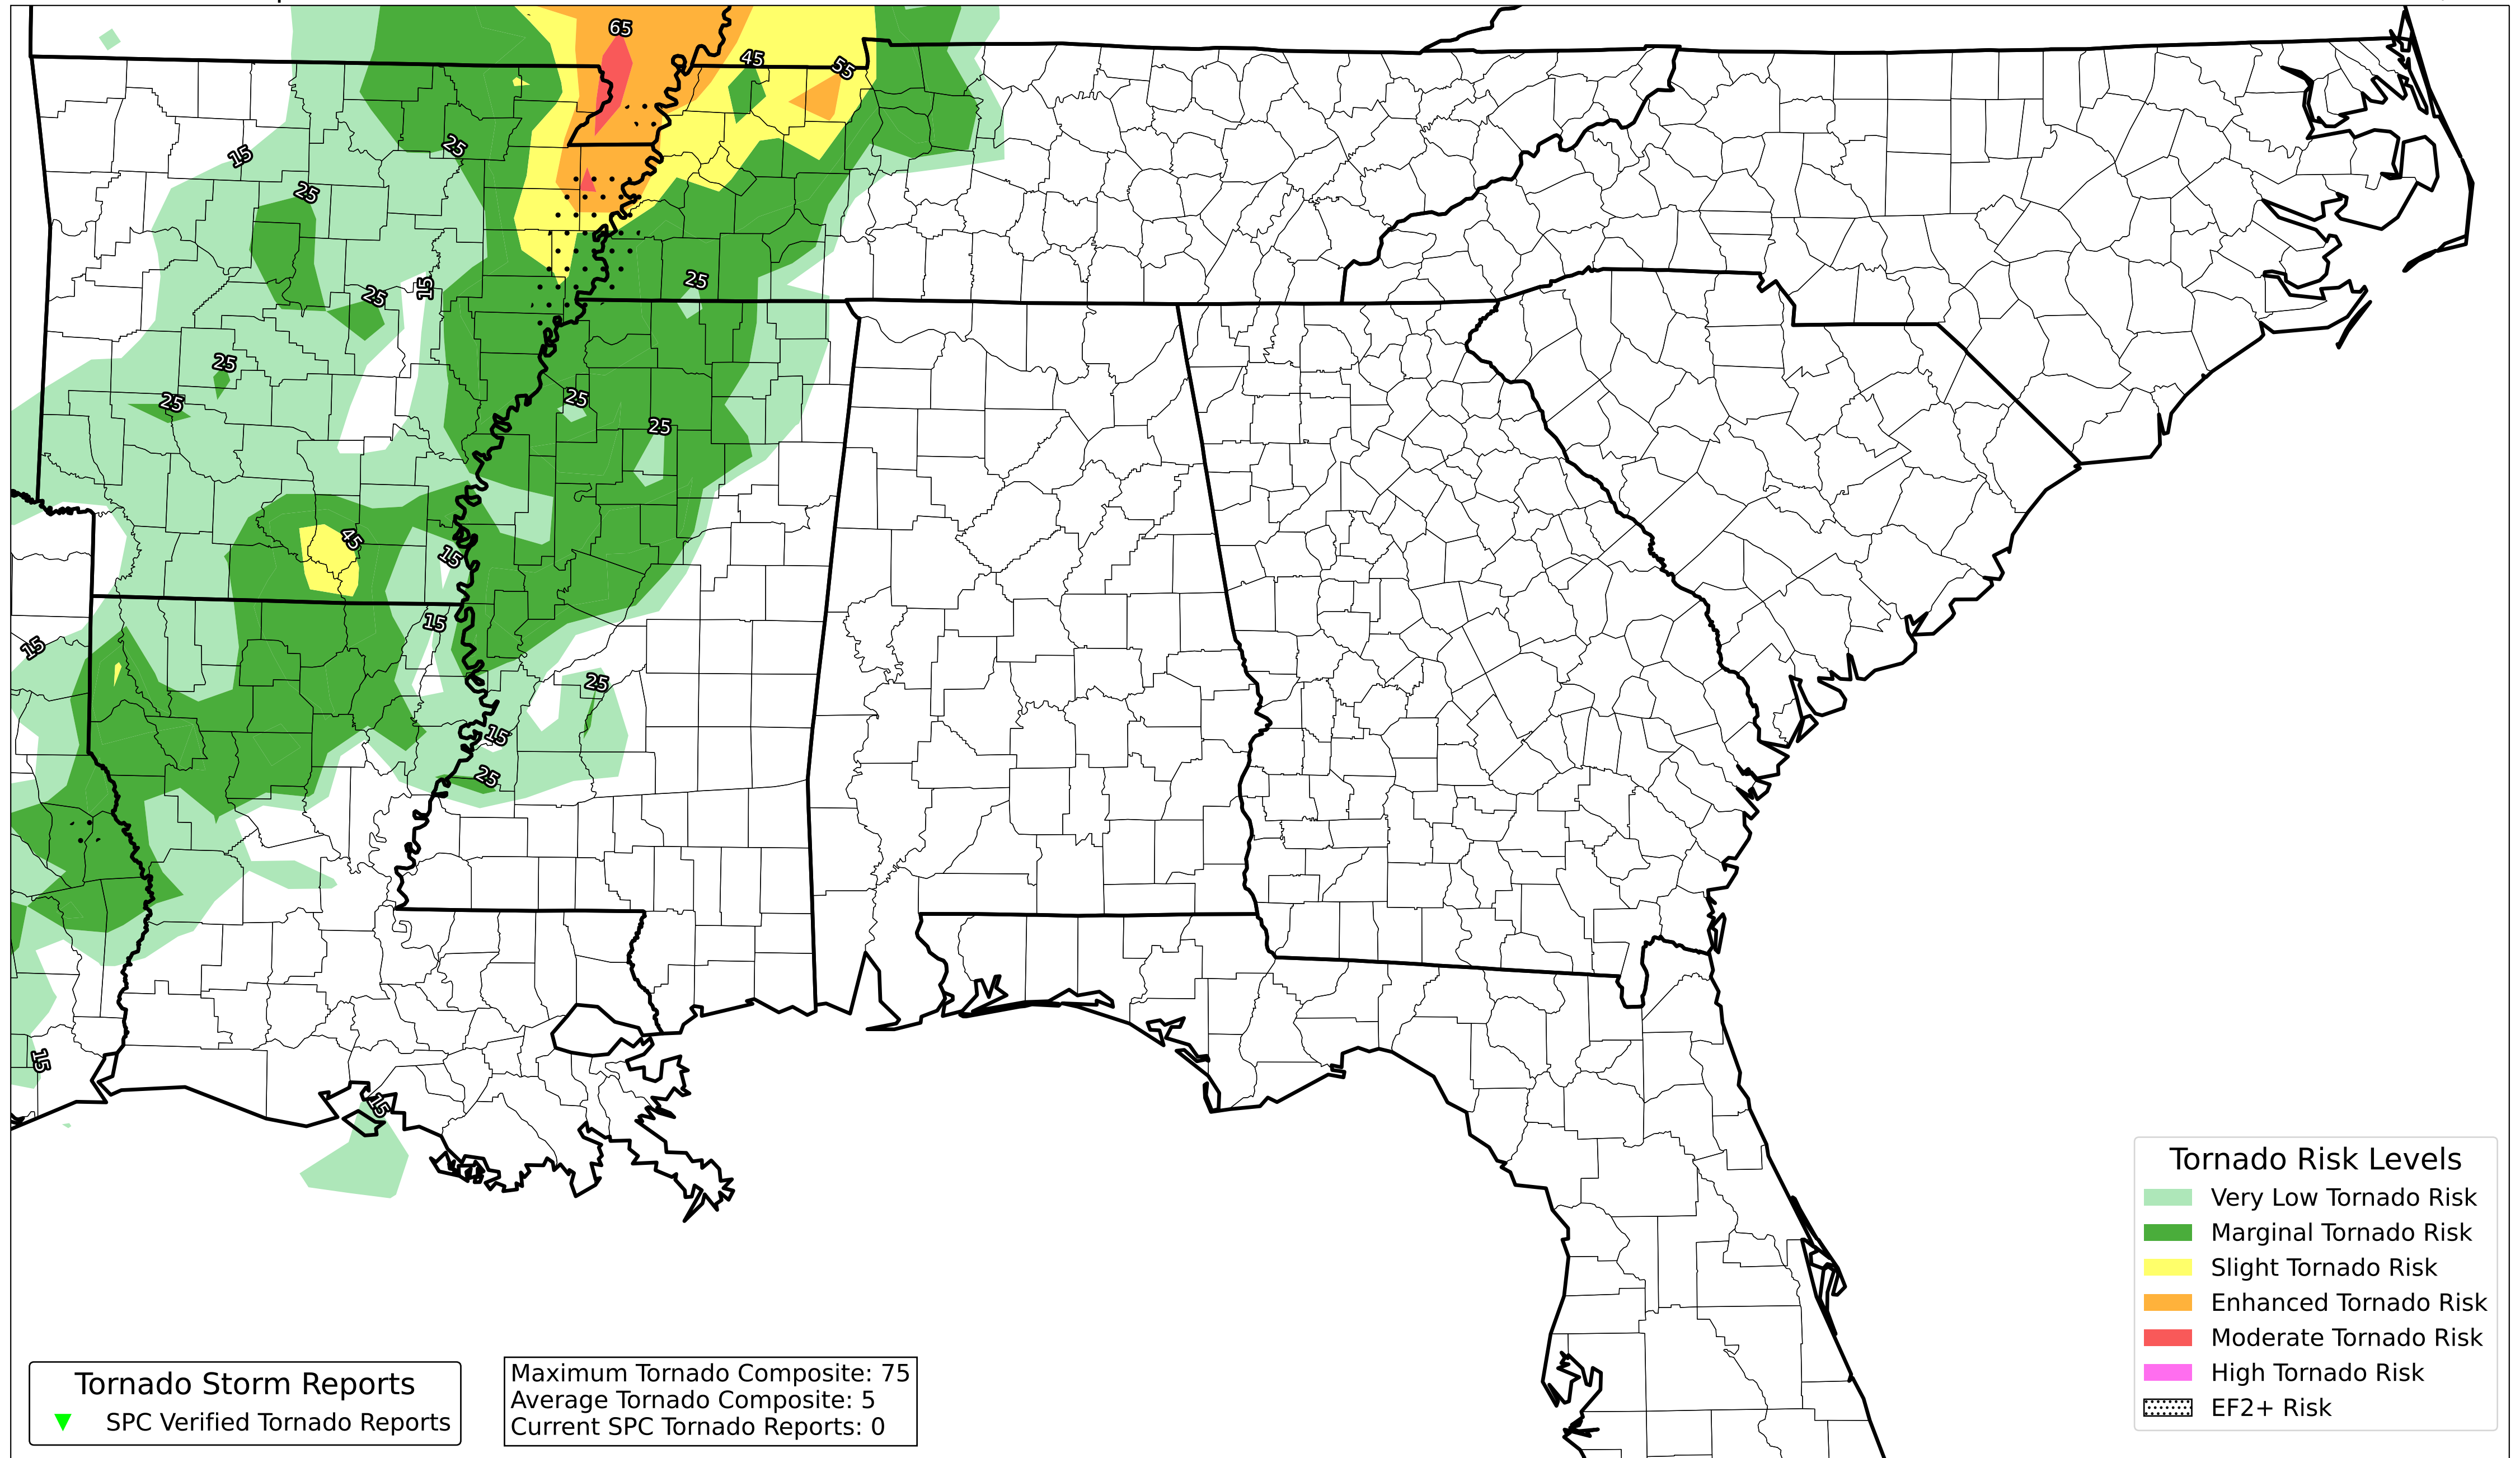 65
45
55
25
15
25
25
25
15
25
25
25
25
45
15
15
15
25
15
25
15
15
Tornado Risk Levels
Very Low Tornado Risk
Marginal Tornado Risk
Slight Tornado Risk
Enhanced Tornado Risk
Moderate Tornado Risk
High Tornado Risk
EF2+ Risk
Tornado Storm Reports
SPC Verified Tornado Reports
Maximum Tornado Composite: 75
Average Tornado Composite: 5
Current SPC Tornado Reports: 0